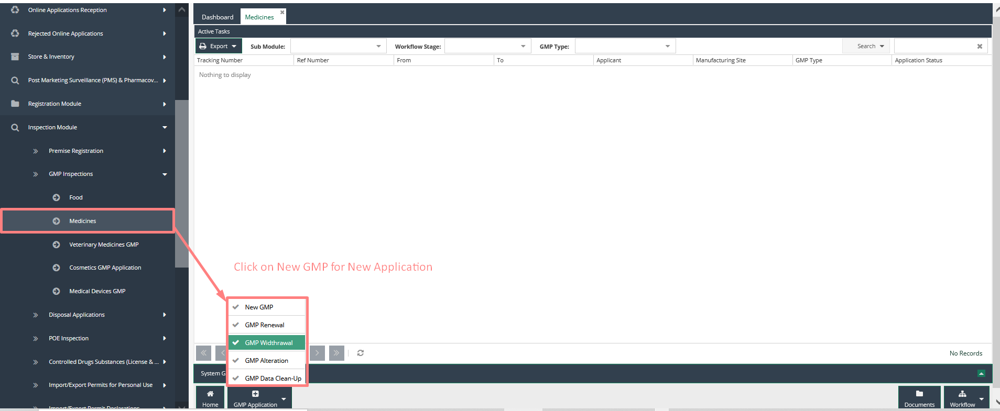 Online Applications Reception
Rejected Online Applications
Store & Inventory
Post Marketing Surveillance (PMS) & Pharmacov...
Registration Module
Inspection Module
Premise Registration
GMP Inspections
Food
Medicines
Veterinary Medicines GMP
Cosmetics GMP Application
Medical Devices GMP
Disposal Applications
POE Inspection
Controlled Drugs Substances (License & ...
Import/Export Permits for Personal Use
Import/Export Permit Declarations
Dashboard Medicines
Active Tasks
Export Sub Module: Workflow Stage: GMP Type: Search
Tracking Number Ref Number From To Applicant Manufacturing Site GMP Type Application Status
Nothing to display
Click on New GMP for New Application
New GMP
GMP Renewal
GMP Widthrawal
GMP Alteration
GMP Data Clean-Up
No Records
System G
Home GMP Application Documents Workflow